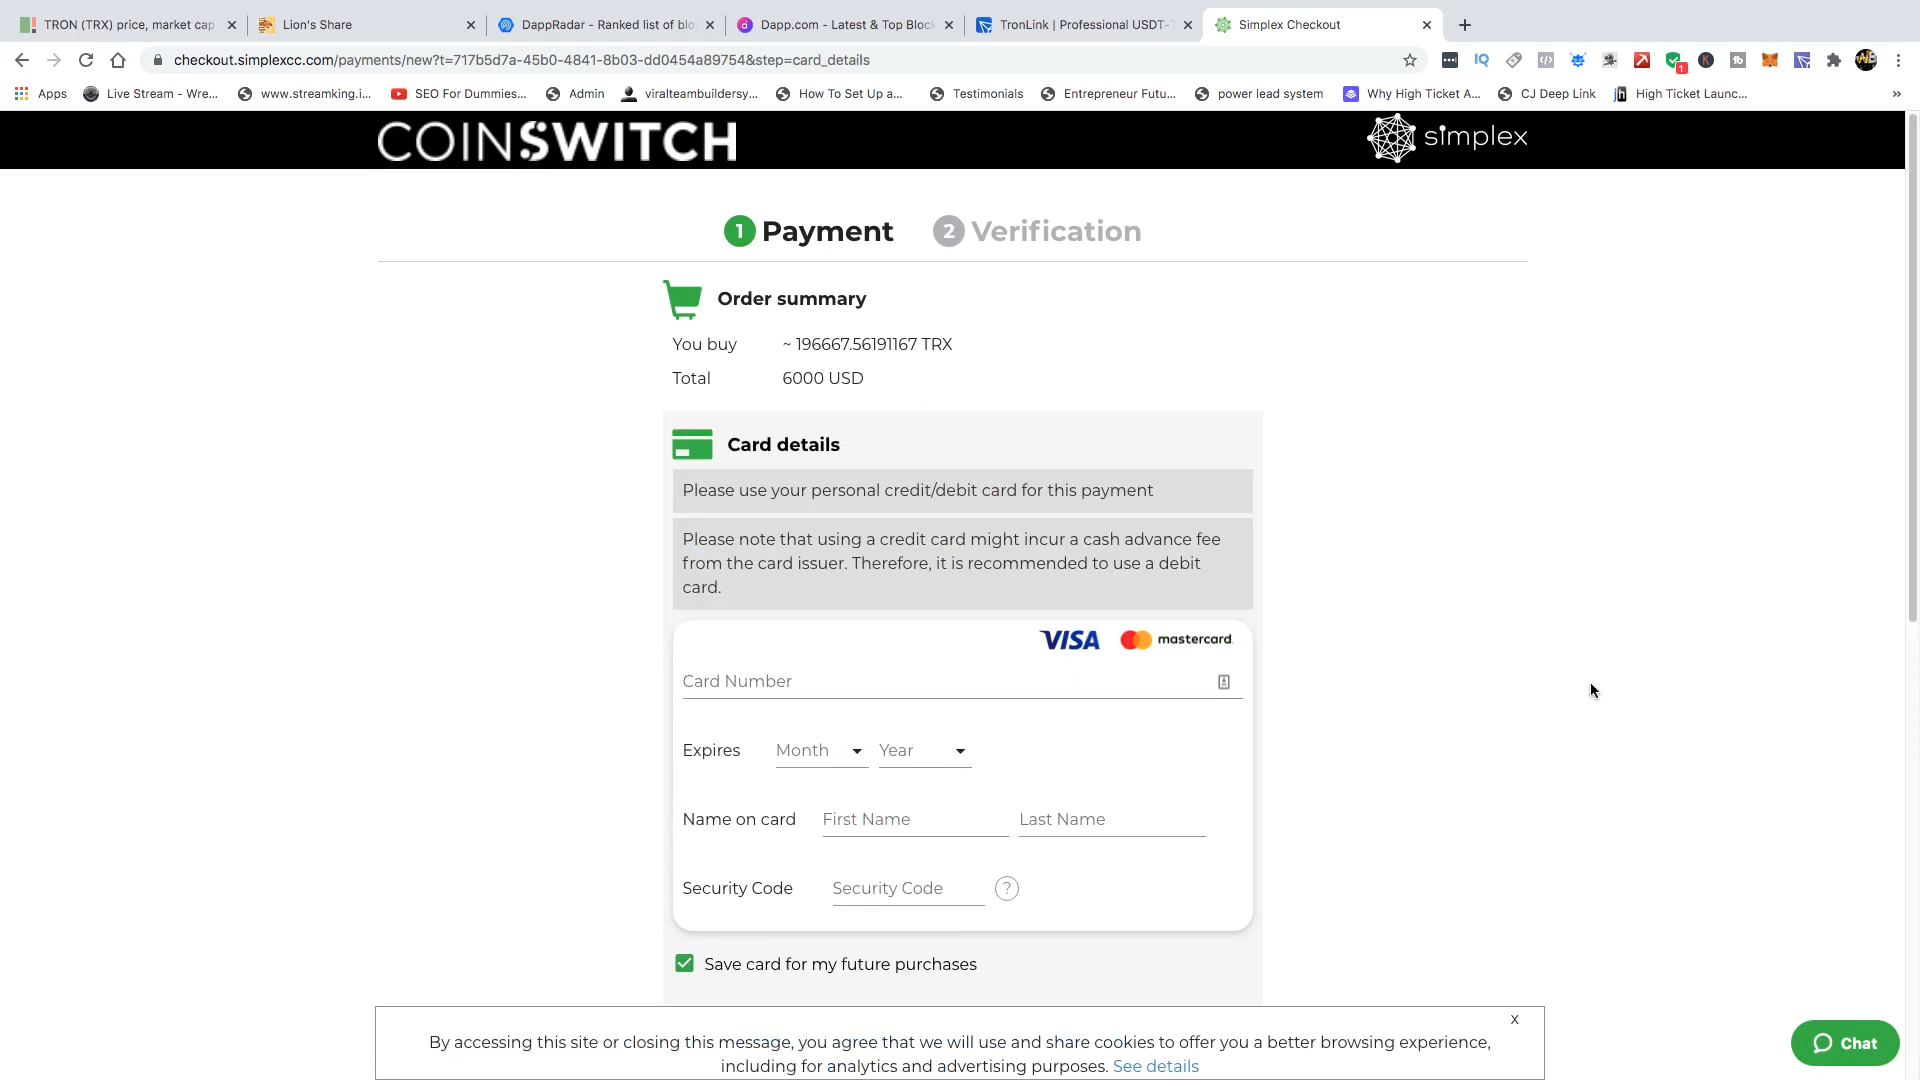 TRON (TRX) price, market cap
Lion's Share
DappRadar - Ranked list of blo
Dapp.com - Latest & Top Block
TronLink | Professional USDT-T
Simplex Checkout
checkout.simplexcc.com/payments/new?t=717b5d7a-45b0-4841-8b03-dd0454a89754&step=card_details
Apps
Live Stream - Wre...
www.streamking.i...
SEO For Dummies...
Admin
viralteambuildersy...
How To Set Up a...
Testimonials
Entrepreneur Futu...
power lead system
Why High Ticket A...
CJ Deep Link
High Ticket Launc...
»
COINSWITCH
simplex
1 Payment
2 Verification
Order summary
You buy ~ 196667.56191167 TRX
Total 6000 USD
Card details
Please use your personal credit/debit card for this payment
Please note that using a credit card might incur a cash advance fee
from the card issuer. Therefore, it is recommended to use a debit
card.
VISA mastercard
Card Number
Expires Month Year
Name on card First Name Last Name
Security Code Security Code ?
Save card for my future purchases
X
By accessing this site or closing this message, you agree that we will use and share cookies to offer you a better browsing experience,
including for analytics and advertising purposes. See details
Chat